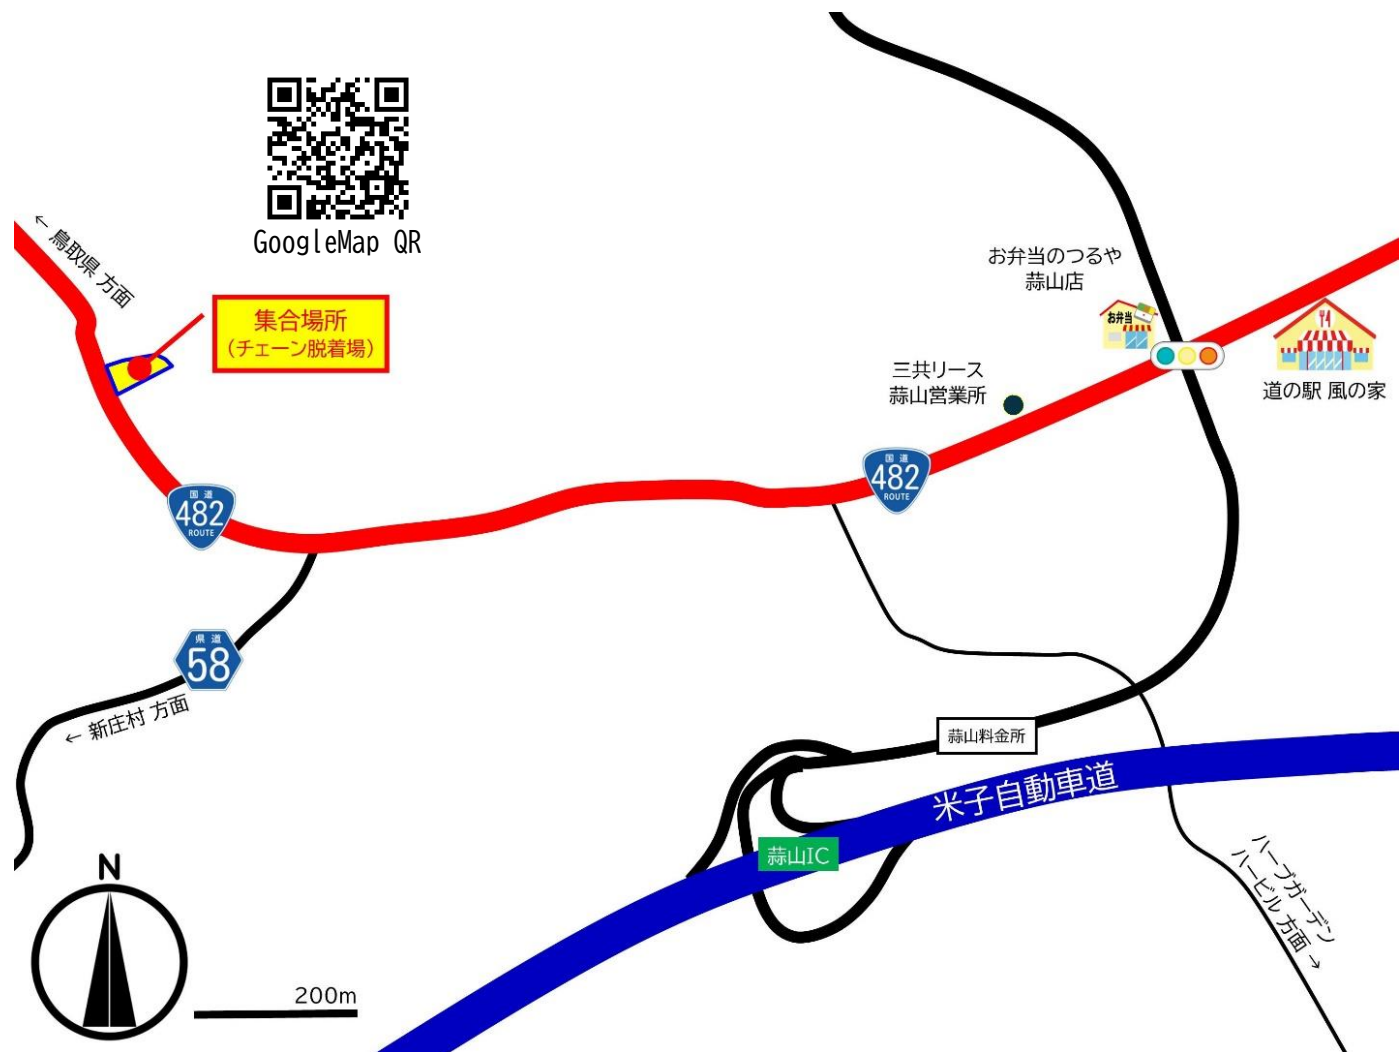 GoogleMap QR
← 鳥取県 方面
集合場所
（チェーン脱着場）
お弁当のつるや
蒜山店
お弁当
三共リース
蒜山営業所
道の駅 風の家
国道
482
ROUTE
国道
482
ROUTE
県道
58
← 新庄村 方面
蒜山料金所
米子自動車道
蒜山IC
ハーブガーデン
ハービル 方面 →
N
200m